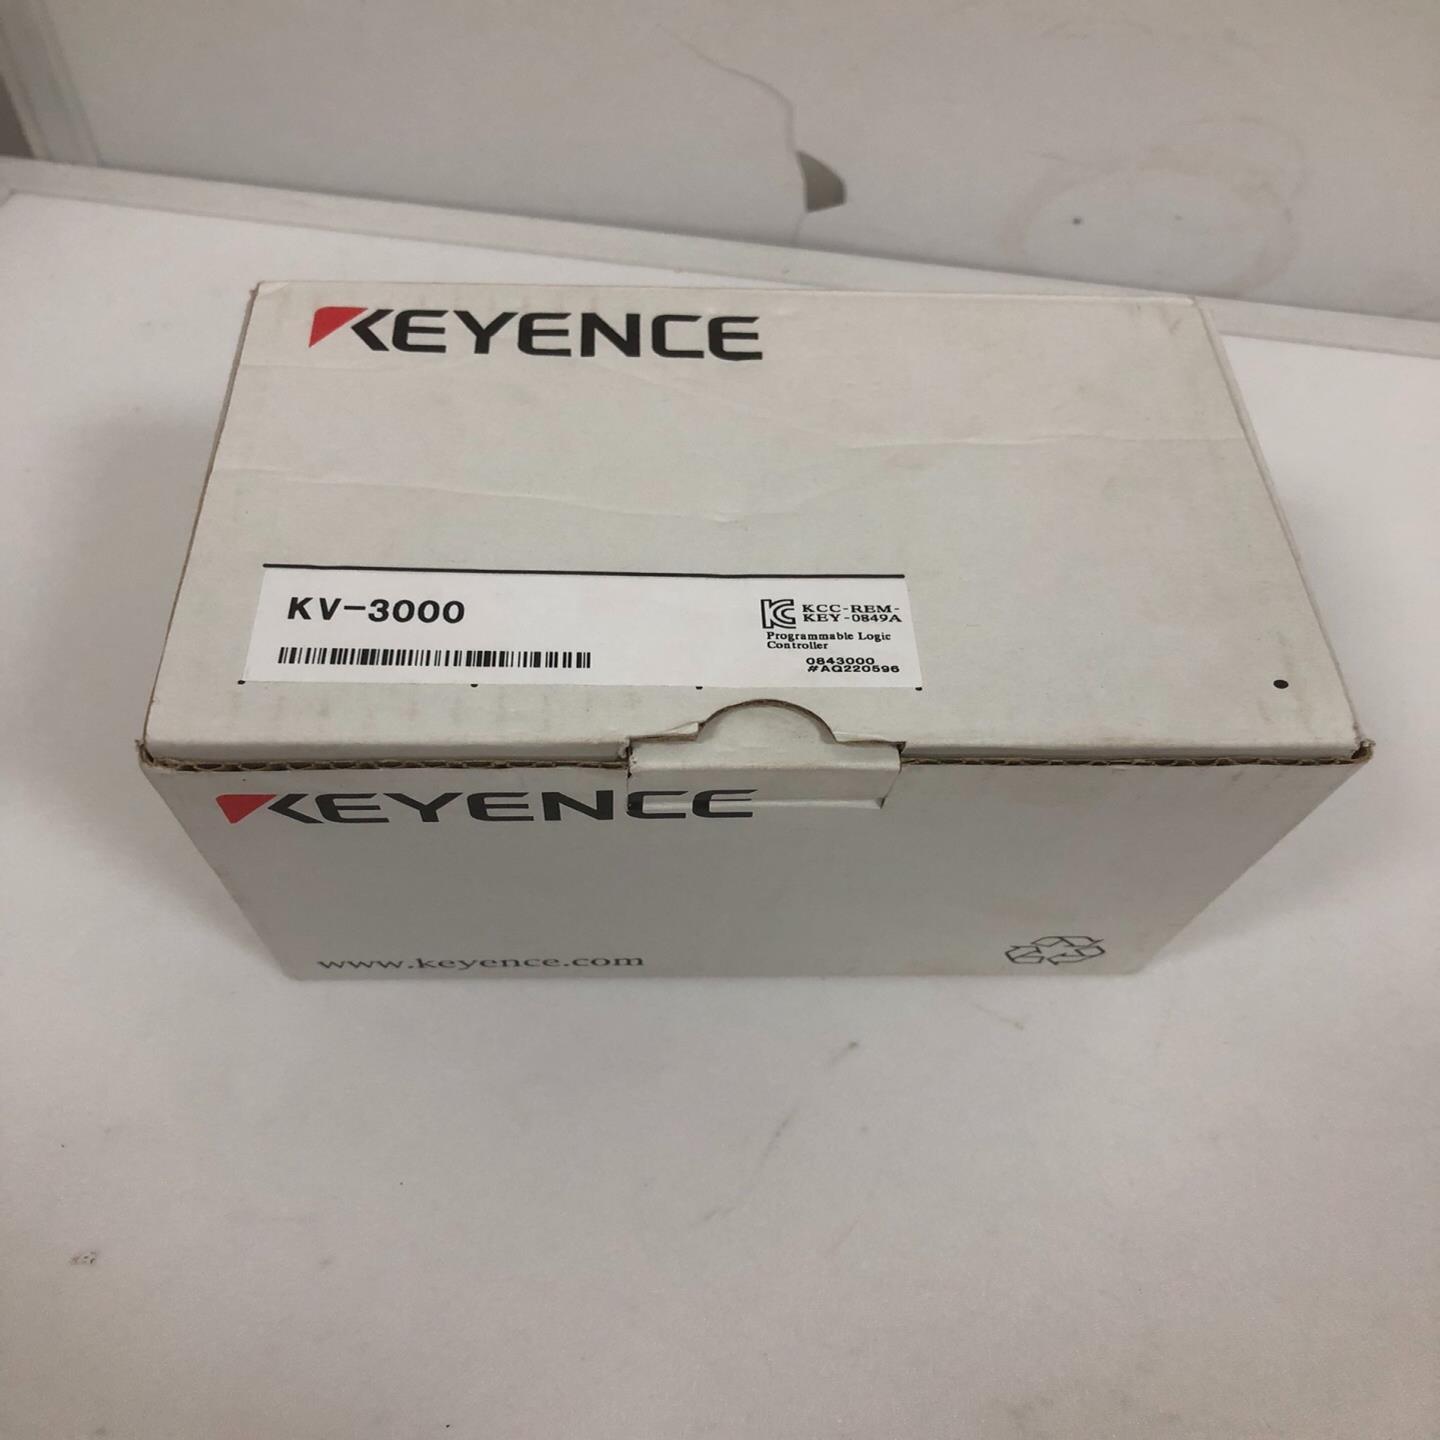 KEYENCE
KV-3000
KCC-REM-
KEY-0849A
Programmable Logic
Controller
0843000
#AQ220596
KEYENCE
www.keyence.com